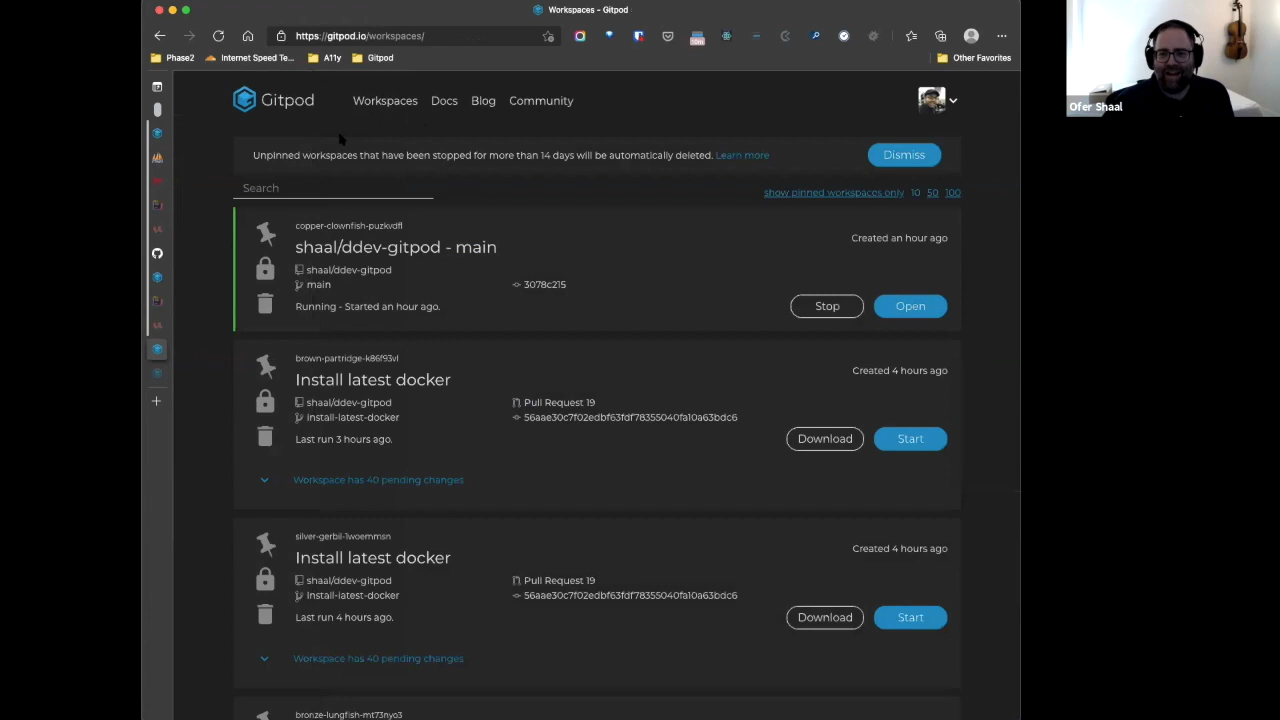 Workspaces - Gitpod
https://gitpod.io/workspaces/
Phase2 Internet Speed Te... A11y Gitpod Other Favorites
Gitpod Workspaces Docs Blog Community
Unpinned workspaces that have been stopped for more than 14 days will be automatically deleted. Learn more Dismiss
Search show pinned workspaces only 10 50 100
copper-clownfish-puzkvdfl
shaal/ddev-gitpod - main Created an hour ago
shaal/ddev-gitpod
main 3078c215
Running - Started an hour ago. Stop Open
brown-partridge-k86f93vl
Install latest docker Created 4 hours ago
shaal/ddev-gitpod Pull Request 19
install-latest-docker 56aae30c7f02edbf63fdf78355040fa10a63bdc6
Last run 3 hours ago. Download Start
Workspace has 40 pending changes
silver-gerbil-1woemmsn
Install latest docker Created 4 hours ago
shaal/ddev-gitpod Pull Request 19
install-latest-docker 56aae30c7f02edbf63fdf78355040fa10a63bdc6
Last run 4 hours ago. Download Start
Workspace has 40 pending changes
bronze-lungfish-mt73nyo3
Ofer Shaal